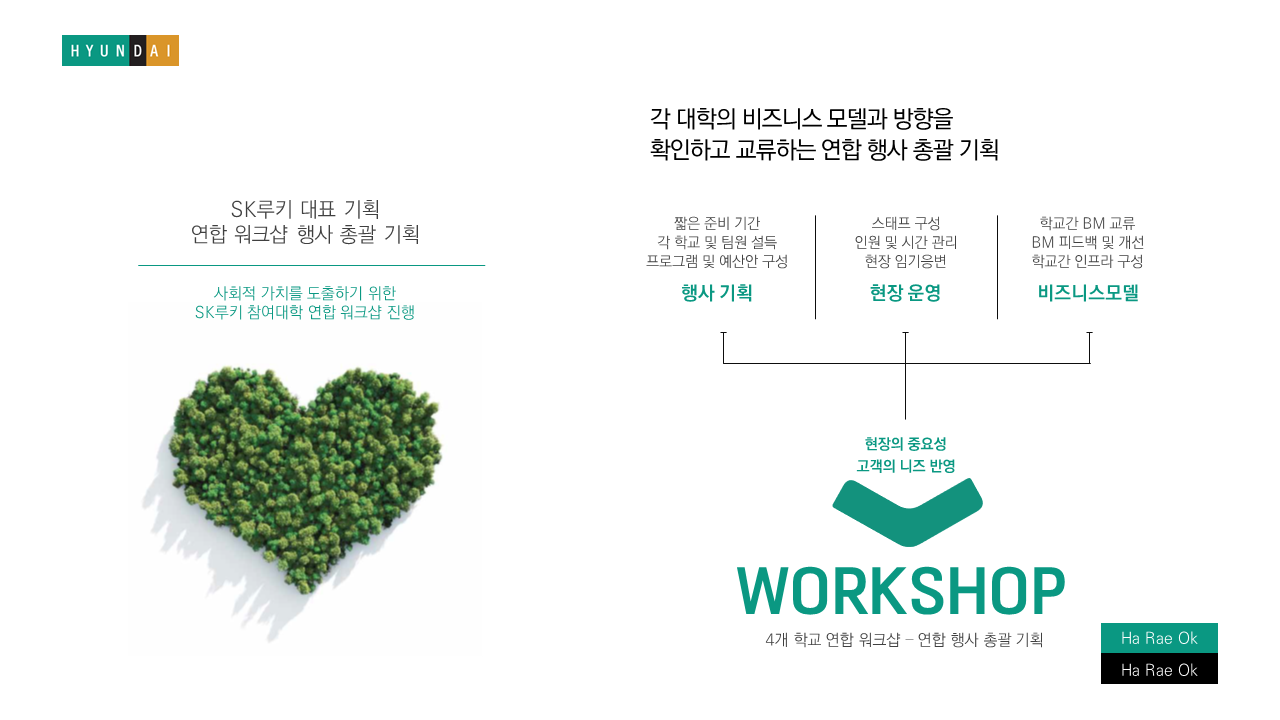 HYUNDAI
SK루키 대표 기획
연합 워크샵 행사 총괄 기획
사회적 가치를 도출하기 위한
SK루키 참여대학 연합 워크샵 진행
각 대학의 비즈니스 모델과 방향을
확인하고 교류하는 연합 행사 총괄 기획
짧은 준비 기간
각 학교 및 팀원 설득
프로그램 및 예산안 구성
행사 기획
스태프 구성
인원 및 시간 관리
현장 임기응변
현장 운영
학교간 BM 교류
BM 피드백 및 개선
학교간 인프라 구성
비즈니스모델
현장의 중요성
고객의 니즈 반영
WORKSHOP
4개 학교 연합 워크샵 – 연합 행사 총괄 기획
Ha Rae Ok
Ha Rae Ok